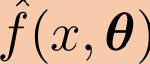 f̂(x, 𝜽)